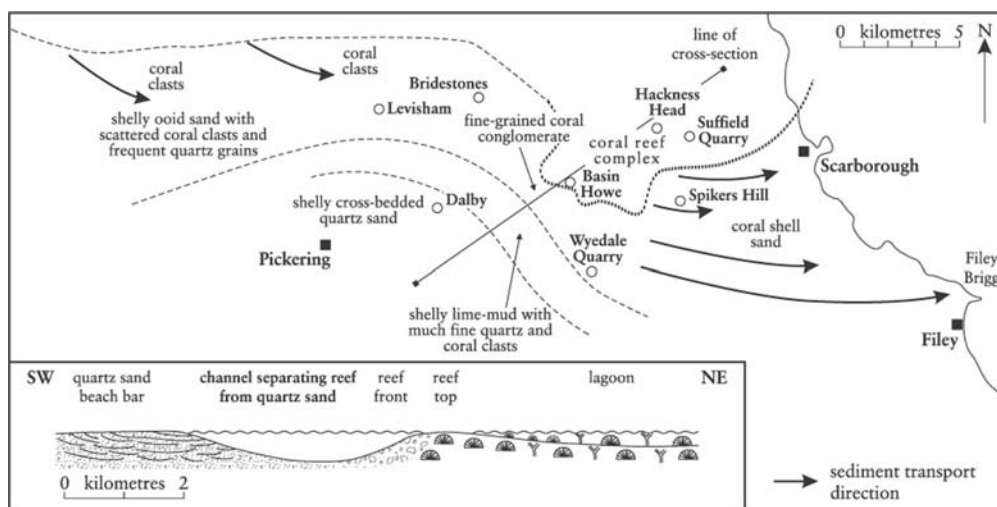 0 kilometres 5
N
line of
cross-section
coral
clasts
coral
clasts
Bridestones
Levisham
Hackness
Head
Suffield
Quarry
shelly ooid sand with
scattered coral clasts and
frequent quartz grains
fine-grained coral
conglomerate
coral reef
complex
Scarborough
Basin
Howe
Spikers Hill
shelly cross-bedded
quartz sand
Dalby
coral shell
sand
Pickering
Wyedale
Quarry
Filey
Brigg
shelly lime-mud with
much fine quartz and
coral clasts
Filey
SW
quartz sand
beach bar
channel separating reef
from quartz sand
reef
front
reef
top
lagoon
NE
0 kilometres 2
sediment transport
direction